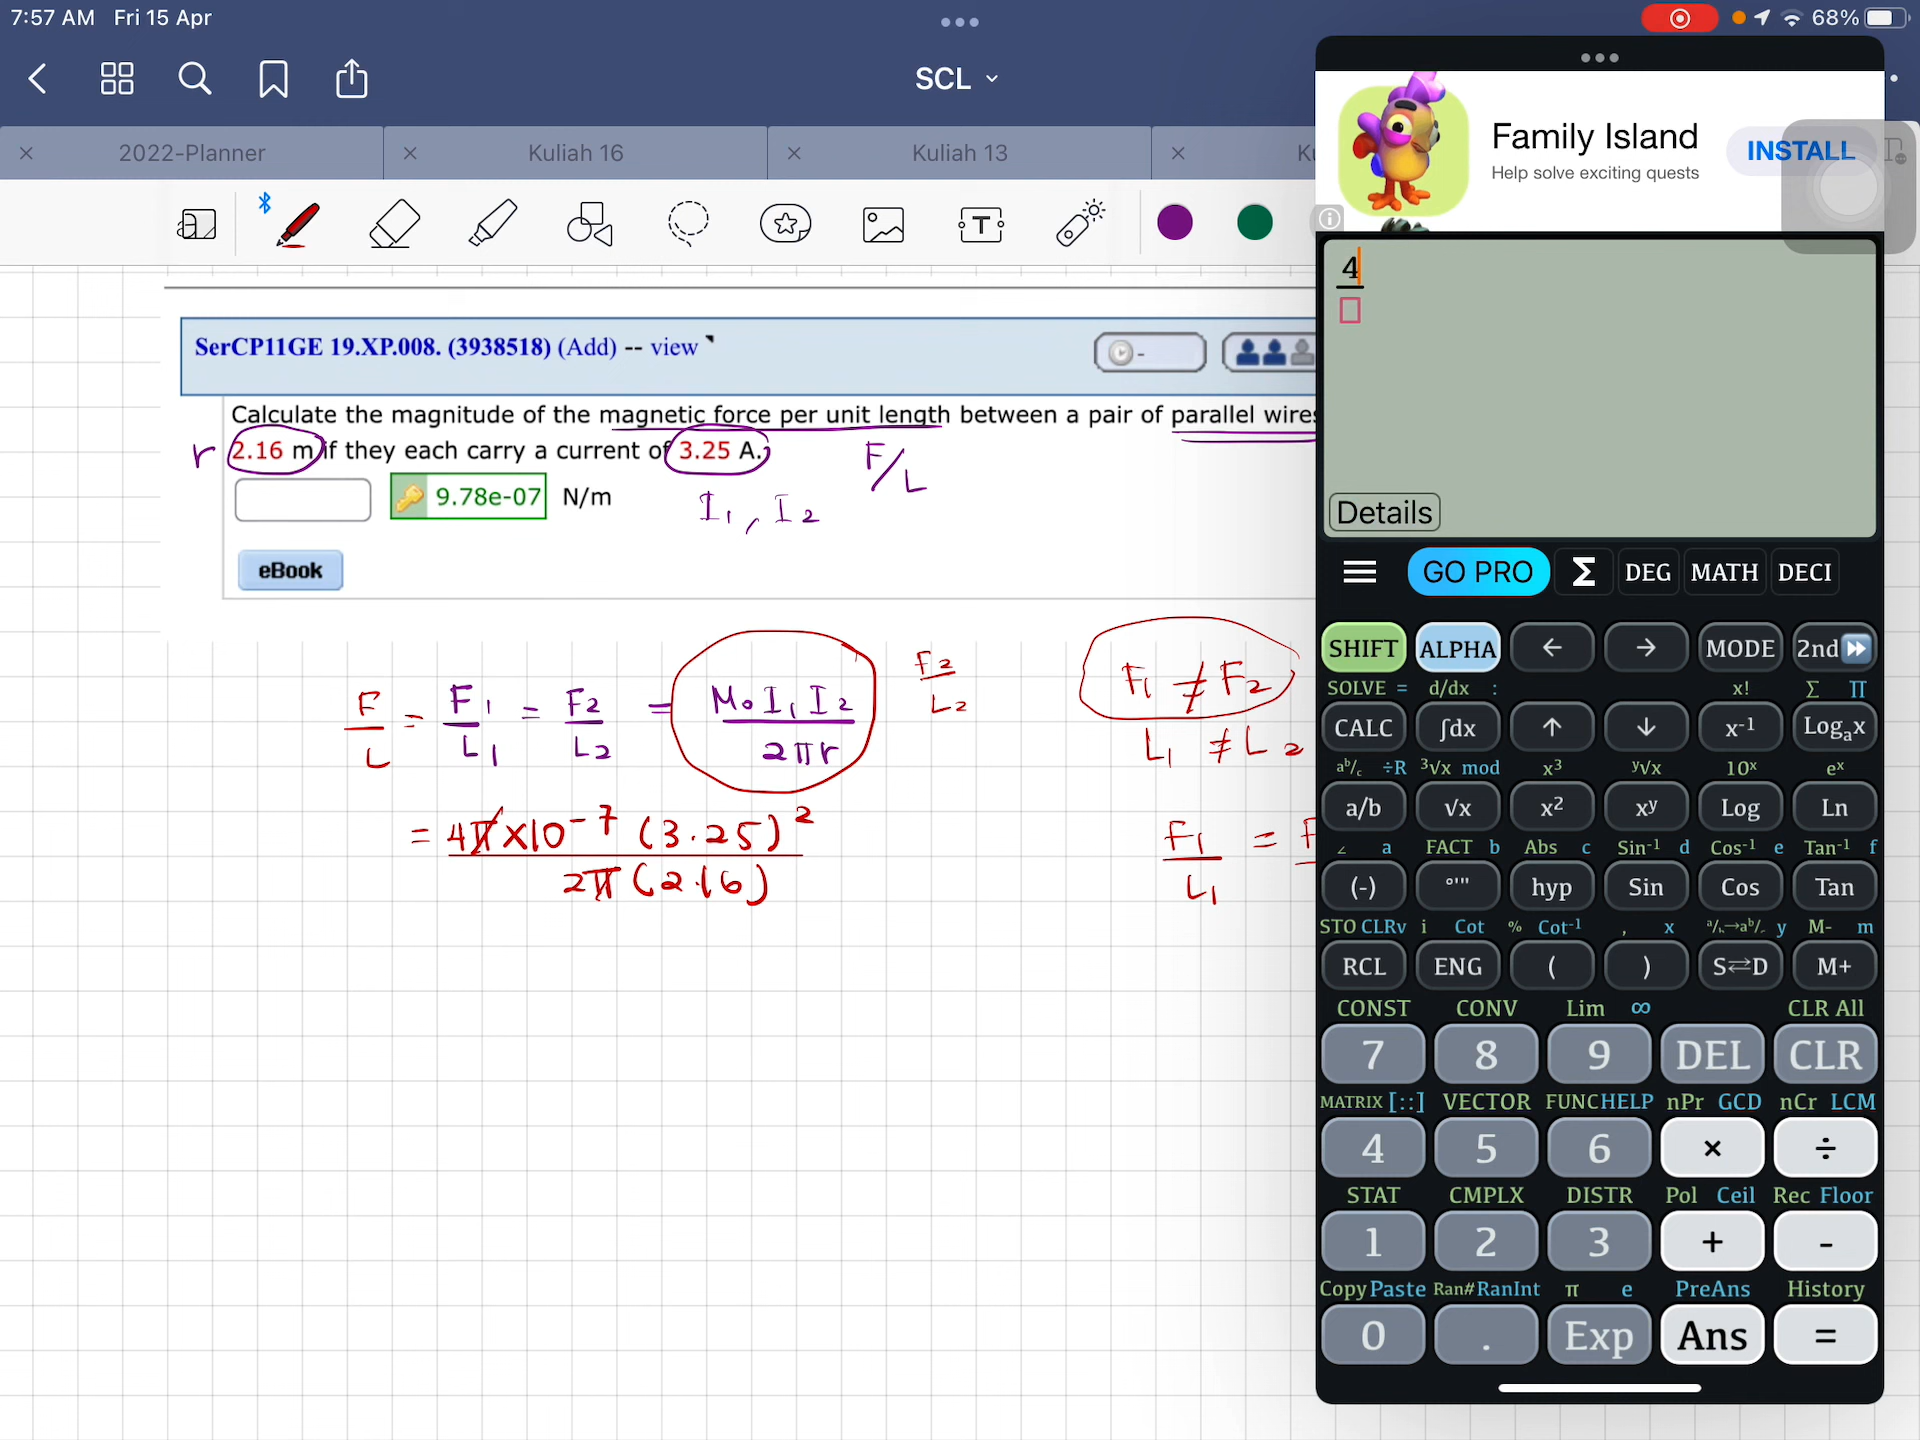 7:57 AM Fri 15 Apr
68%
SCL
2022-Planner
Kuliah 16
Kuliah 13
Ku
Family Island
Help solve exciting quests
INSTALL
SerCP11GE 19.XP.008. (3938518) (Add) -- view
-
Calculate the magnitude of the magnetic force per unit length between a pair of parallel wires
r 2.16 m if they each carry a current of 3.25 A. F/L
9.78e-07 N/m
I₁, I₂
eBook
F/L = F₁/L₁ = F₂/L₂ = M₀I₁I₂/2πr
F₂/L₂
F₁ ≠ F₂
L₁ ≠ L₂
= 4π×10⁻⁷ (3.25)² / 2π(2.16)
F₁/L₁ = F
4
Details
GO PRO Σ DEG MATH DECI
SHIFT ALPHA ← → MODE 2nd
SOLVE = d/dx : x! Σ ∏
CALC ∫dx ↑ ↓ x⁻¹ Logₐx
aᵇ/c ÷R ³√x mod x³ ʸ√x 10ˣ eˣ
a/b √x x² xʸ Log Ln
∠ a FACT b Abs c Sin⁻¹ d Cos⁻¹ e Tan⁻¹ f
(-) °'" hyp Sin Cos Tan
STO CLRv i Cot % Cot⁻¹ , x y M- m
RCL ENG ( ) S⇄D M+
CONST CONV Lim ∞ CLR All
7 8 9 DEL CLR
MATRIX [::] VECTOR FUNC HELP nPr GCD nCr LCM
4 5 6 × ÷
STAT CMPLX DISTR Pol Ceil Rec Floor
1 2 3 + -
Copy Paste Ran# RanInt π e PreAns History
0 . Exp Ans =